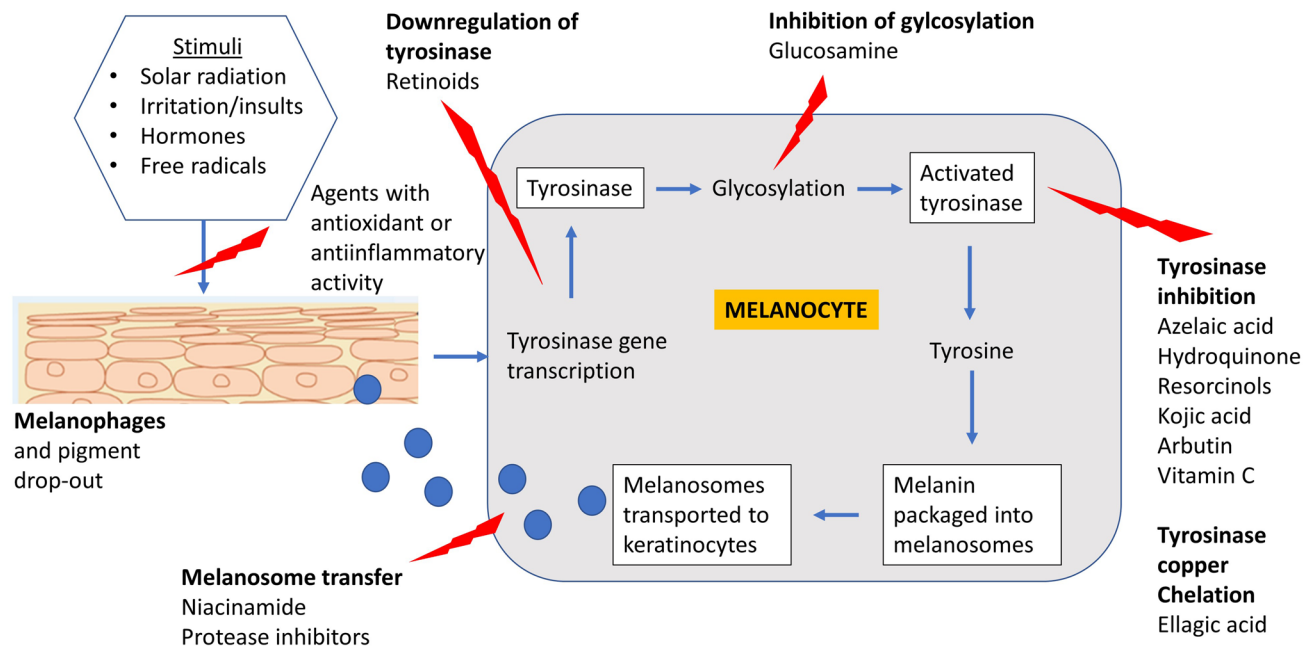 Stimuli
• Solar radiation
• Irritation/insults
• Hormones
• Free radicals
Downregulation of
tyrosinase
Retinoids
Inhibition of gylcosylation
Glucosamine
Agents with
antioxidant or
antiinflammatory
activity
Tyrosinase
Glycosylation
Activated
tyrosinase
MELANOCYTE
Tyrosinase gene
transcription
Tyrosine
Tyrosinase
inhibition
Azelaic acid
Hydroquinone
Resorcinols
Kojic acid
Arbutin
Vitamin C
Melanophages
and pigment
drop-out
Melanosomes
transported to
keratinocytes
Melanin
packaged into
melanosomes
Tyrosinase
copper
Chelation
Ellagic acid
Melanosome transfer
Niacinamide
Protease inhibitors